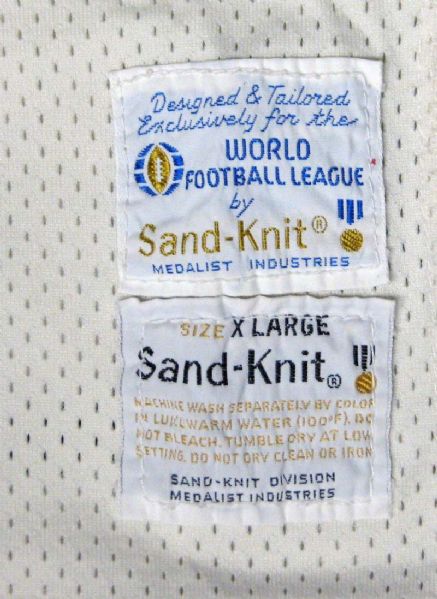 Designed & Tailored
Exclusively for the
WORLD
FOOTBALL LEAGUE
by
Sand-Knit®
MEDALIST INDUSTRIES
SIZE X LARGE
Sand-Knit®
MACHINE WASH SEPARATELY BY COLOR
IN LUKEWARM WATER (100°F). DO
NOT BLEACH. TUMBLE DRY AT LOW
SETTING. DO NOT DRY CLEAN OR IRON
SAND-KNIT DIVISION
MEDALIST INDUSTRIES